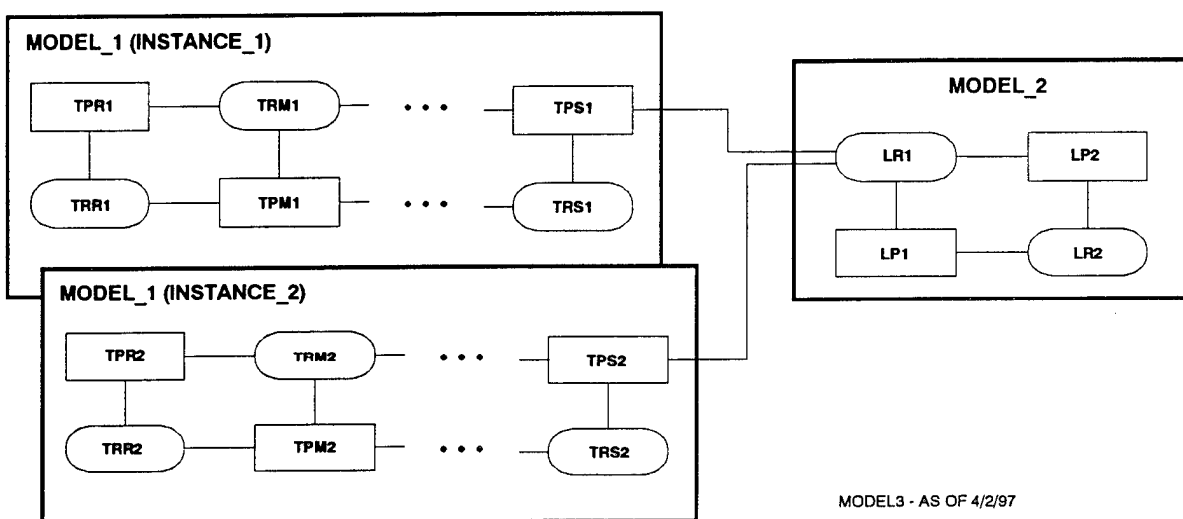 MODEL_1 (INSTANCE_1)
TPR1
TRM1
• • •
TPS1
TRR1
TPM1
• • •
TRS1
MODEL_1 (INSTANCE_2)
TPR2
TRM2
• • •
TPS2
TRR2
TPM2
• • •
TRS2
MODEL_2
LR1
LP2
LP1
LR2
MODEL3 - AS OF 4/2/97